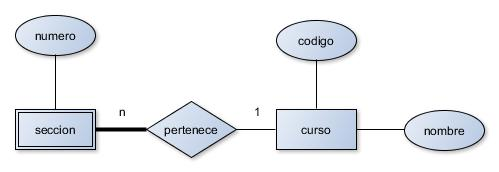 numero
codigo
n
1
seccion
pertenece
curso
nombre